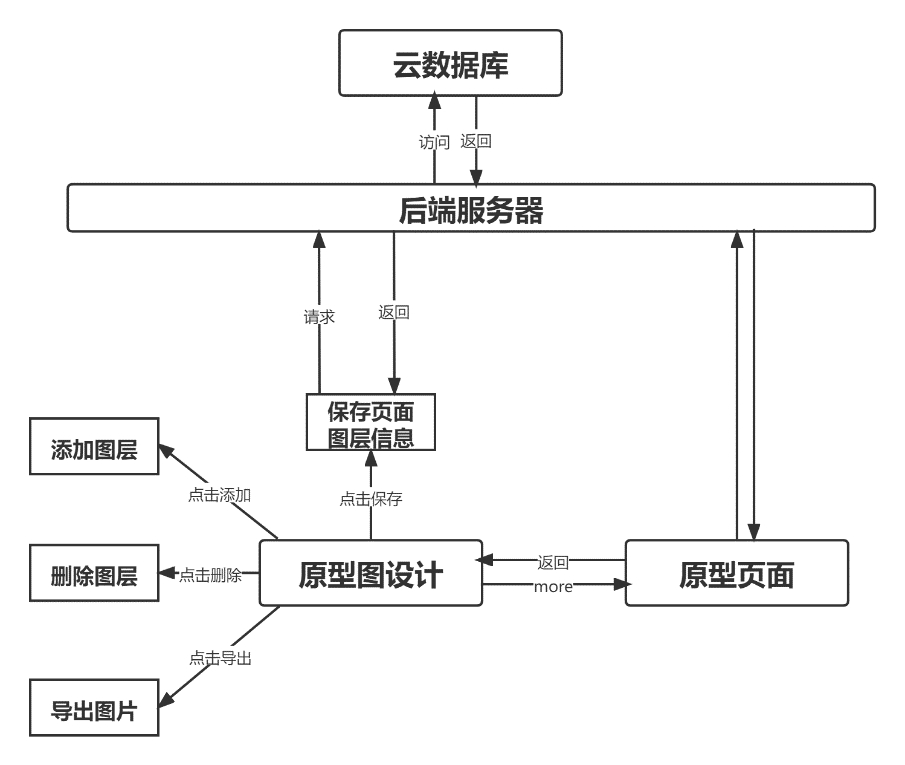 云数据库
访问
返回
后端服务器
请求
返回
保存页面
图层信息
添加图层
点击添加
点击保存
删除图层
点击删除
原型图设计
返回
more
原型页面
点击导出
导出图片